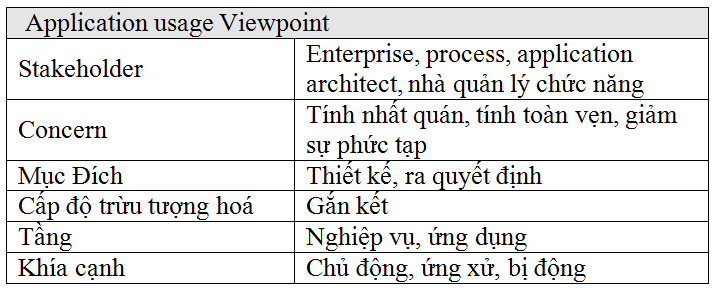 Application usage Viewpoint
Stakeholder
Enterprise, process, application
architect, nhà quản lý chức năng
Concern
Tính nhất quán, tính toàn vẹn, giảm
sự phức tạp
Mục Đích
Thiết kế, ra quyết định
Cấp độ trừu tượng hoá
Gắn kết
Tầng
Nghiệp vụ, ứng dụng
Khía cạnh
Chủ động, ứng xử, bị động